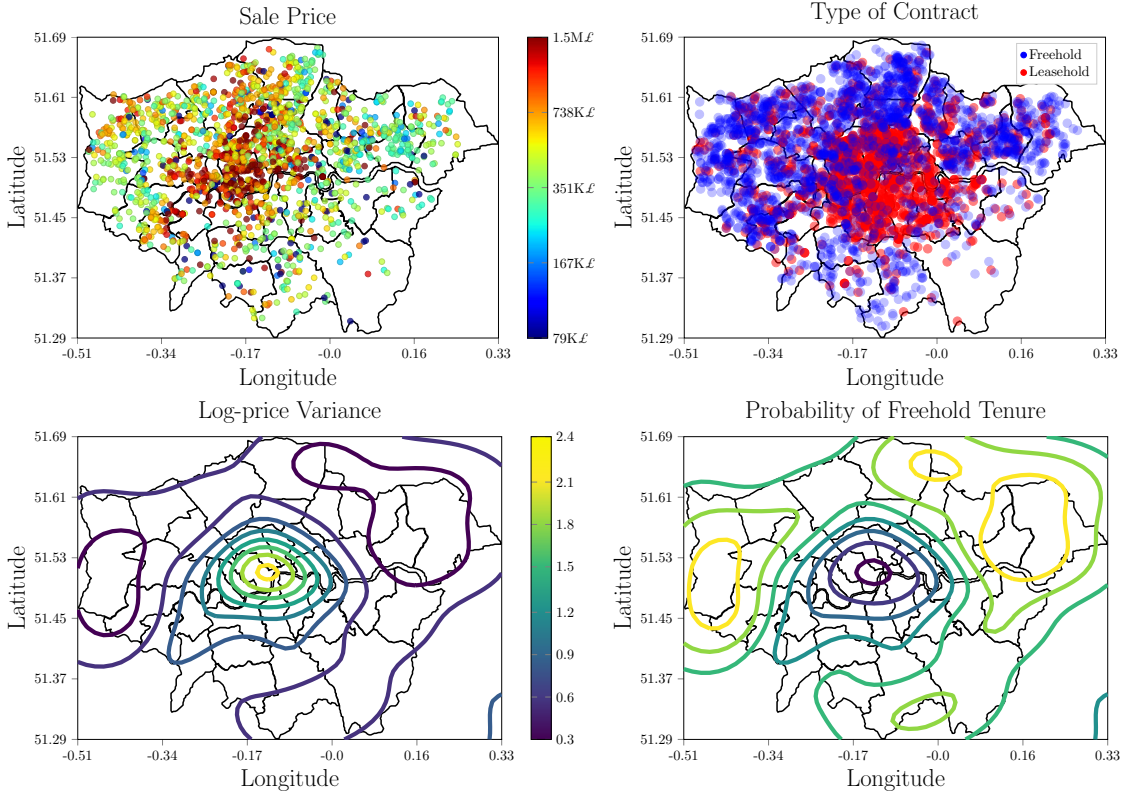 Sale Price
Latitude
51.69
51.61
51.53
51.45
51.37
51.29
-0.51
-0.34
-0.17
-0.0
0.16
0.33
Longitude
1.5M£
738K£
351K£
167K£
79K£
Type of Contract
Latitude
51.69
51.61
51.53
51.45
51.37
51.29
-0.51
-0.34
-0.17
-0.0
0.16
0.33
Longitude
Freehold
Leasehold
Log-price Variance
Latitude
51.69
51.61
51.53
51.45
51.37
51.29
-0.51
-0.34
-0.17
-0.0
0.16
0.33
Longitude
2.4
2.1
1.8
1.5
1.2
0.9
0.6
0.3
Probability of Freehold Tenure
Latitude
51.69
51.61
51.53
51.45
51.37
51.29
-0.51
-0.34
-0.17
-0.0
0.16
0.33
Longitude